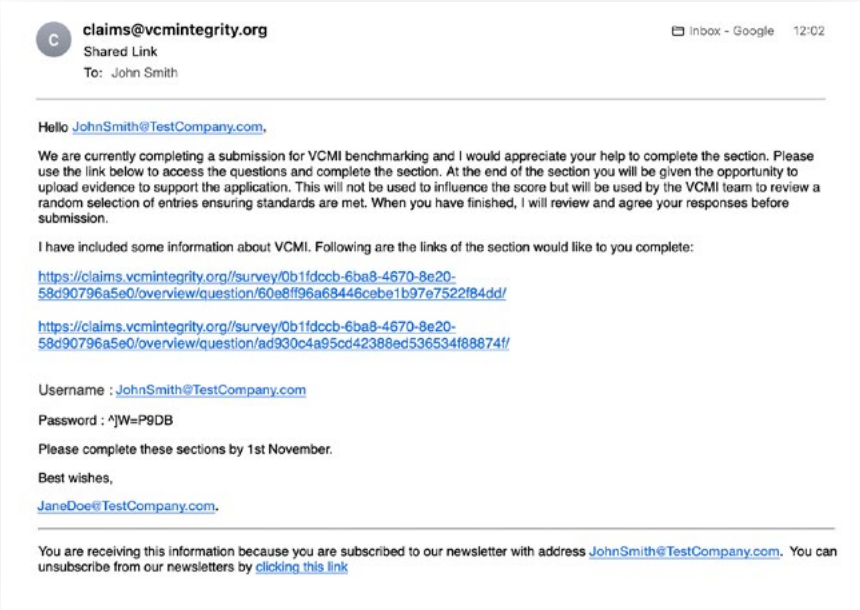 C
claims@vcmintegrity.org
Inbox - Google 12:02
Shared Link
To: John Smith
Hello JohnSmith@TestCompany.com,
We are currently completing a submission for VCMI benchmarking and I would appreciate your help to complete the section. Please
use the link below to access the questions and complete the section. At the end of the section you will be given the opportunity to
upload evidence to support the application. This will not be used to influence the score but will be used by the VCMI team to review a
random selection of entries ensuring standards are met. When you have finished, I will review and agree your responses before
submission.
I have included some information about VCMI. Following are the links of the section would like to you complete:
https://claims.vcmintegrity.org//survey/0b1fdccb-6ba8-4670-8e20-
58d90796a5e0/overview/question/60e8ff96a68446cebe1b97e7522f84dd/
https://claims.vcmintegrity.org//survey/0b1fdccb-6ba8-4670-8e20-
58d90796a5e0/overview/question/ad930c4a95cd42388ed536534f88874f/
Username : JohnSmith@TestCompany.com
Password : ^]W=P9DB
Please complete these sections by 1st November.
Best wishes,
JaneDoe@TestCompany.com.
You are receiving this information because you are subscribed to our newsletter with address JohnSmith@TestCompany.com. You can
unsubscribe from our newsletters by clicking this link